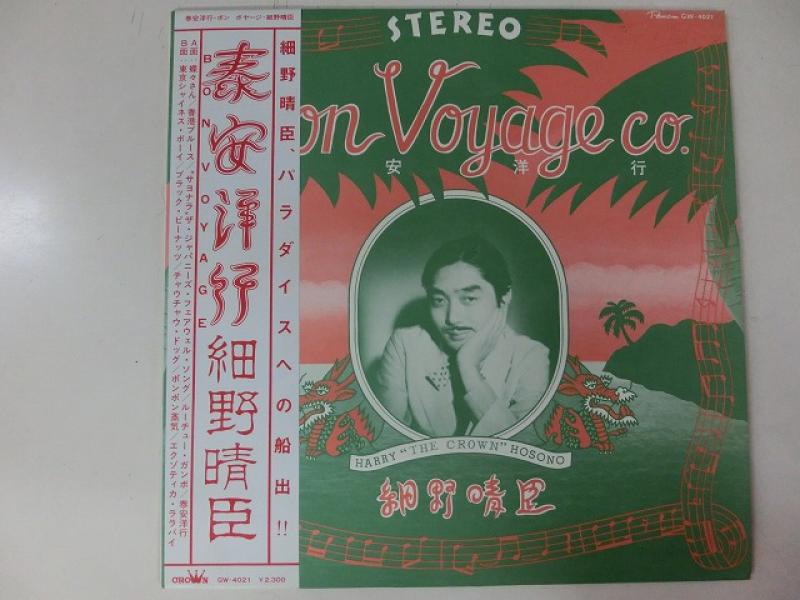 泰安洋行-ボン ボヤージ・細野晴臣
細野晴臣、パラダイスへの船出!!
泰安洋行
BON VOYAGE
細野晴臣
A面:蝶々さん/香港ブルース/"サヨナラ"ザ・ジャパニーズ・フェアウェル・ソング/ルーチュー・ガンボ/泰安洋行
B面:東京シャイネス・ボーイ/ブラック・ピーナッツ/チャウチャウ・ドッグ/ポンポン蒸気/エクゾティカ・ララバイ
CROWN GW-4021 ¥2,300
STEREO
GW-4021
on Voyage co.
安洋行
HARRY "THE CROWN" HOSONO
細野晴臣